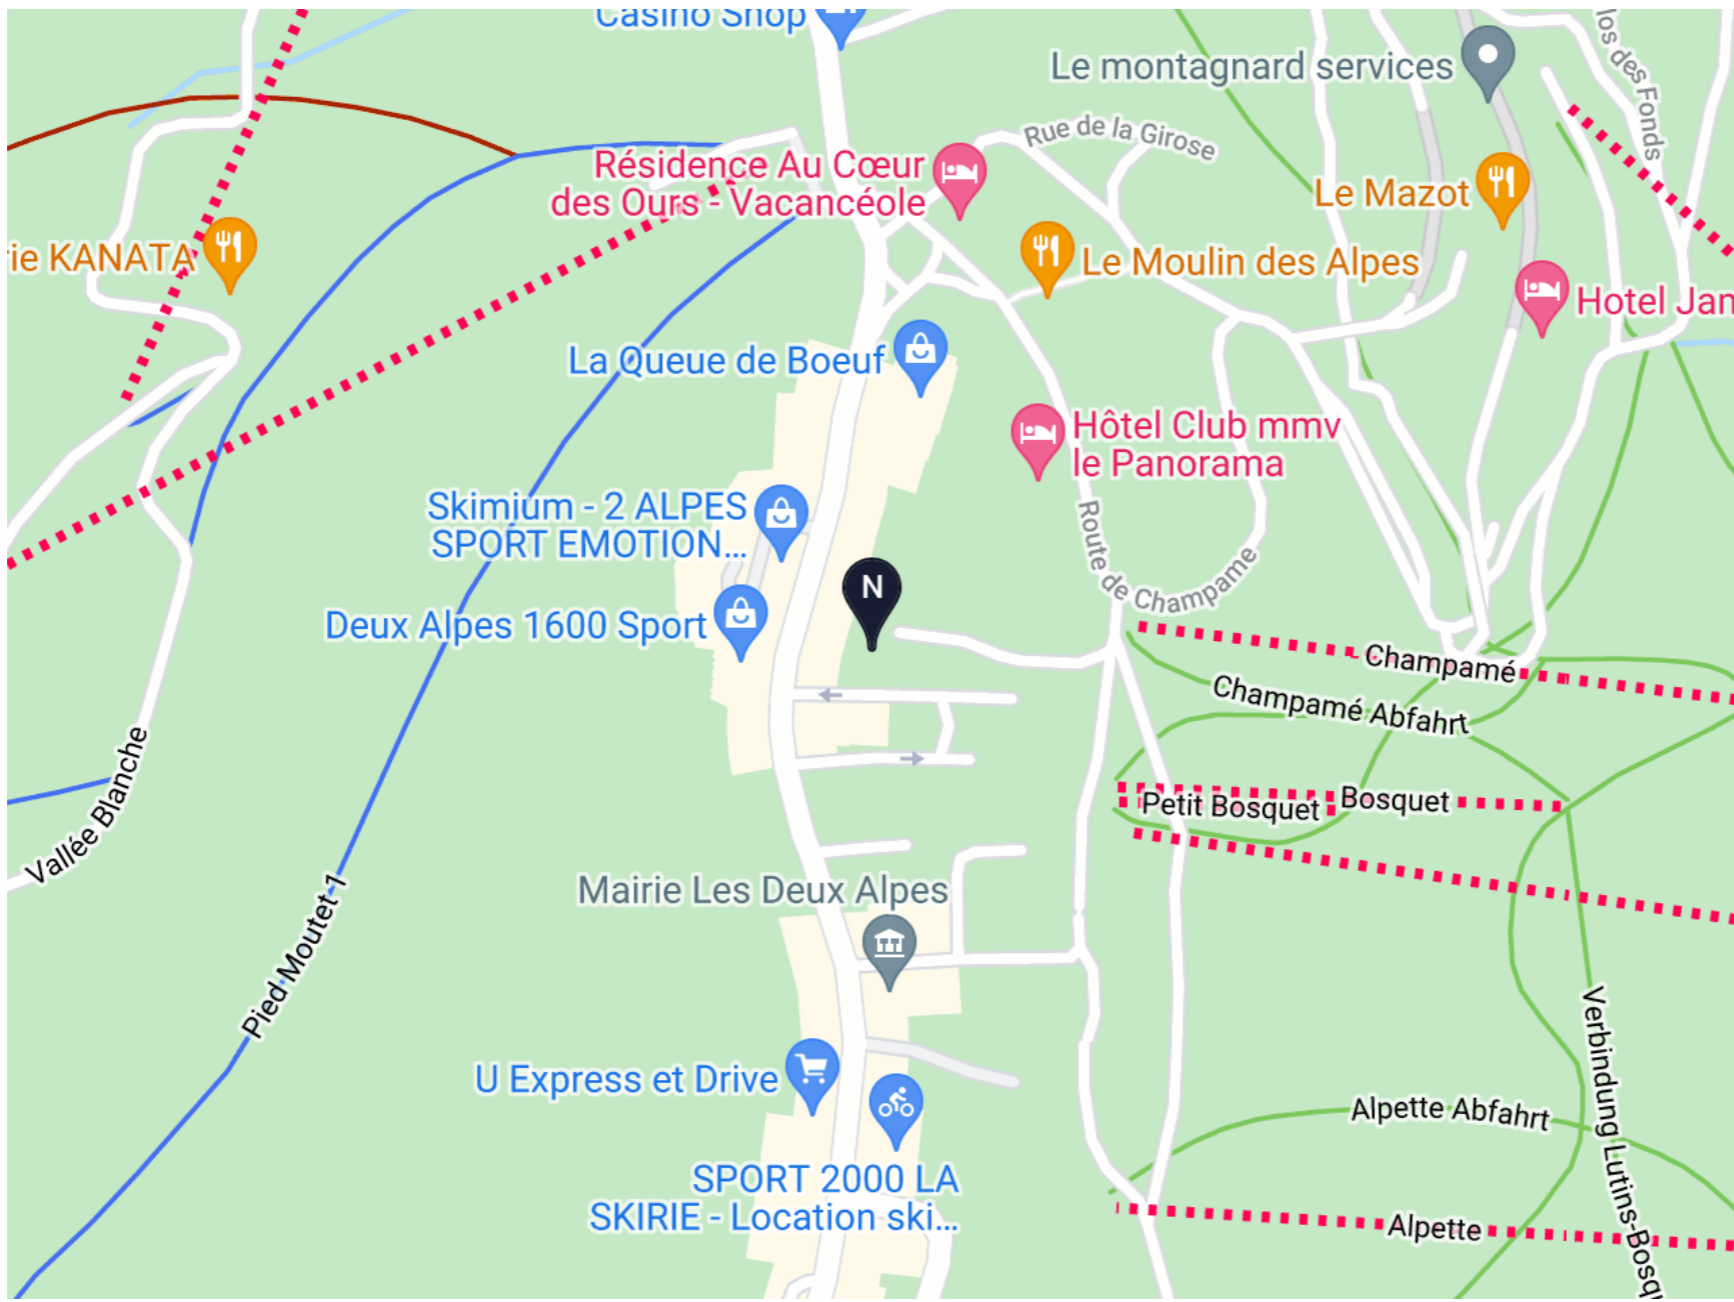 Casino Shop
Le montagnard services
los des Fonds
Rue de la Girose
Résidence Au Cœur
des Ours - Vacancéole
Le Mazot
rie KANATA
Le Moulin des Alpes
Hotel Jan
La Queue de Boeuf
Hôtel Club mmv
le Panorama
Skimium - 2 ALPES
SPORT EMOTION...
Route de Champame
N
Deux Alpes 1600 Sport
Champamé
Champamé Abfahrt
Vallée Blanche
Petit Bosquet
Bosquet
Mairie Les Deux Alpes
Pied Moutet 1
U Express et Drive
Verbindung Lutins-Bosqu
Alpette Abfahrt
SPORT 2000 LA
SKIRIE - Location ski...
Alpette